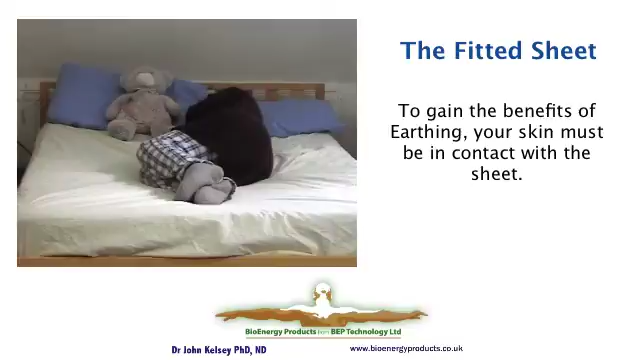 The Fitted Sheet
To gain the benefits of
Earthing, your skin must
be in contact with the
sheet.
BioEnergy Products from BEP Technology Ltd
Dr John Kelsey PhD, ND
www.bioenergyproducts.co.uk